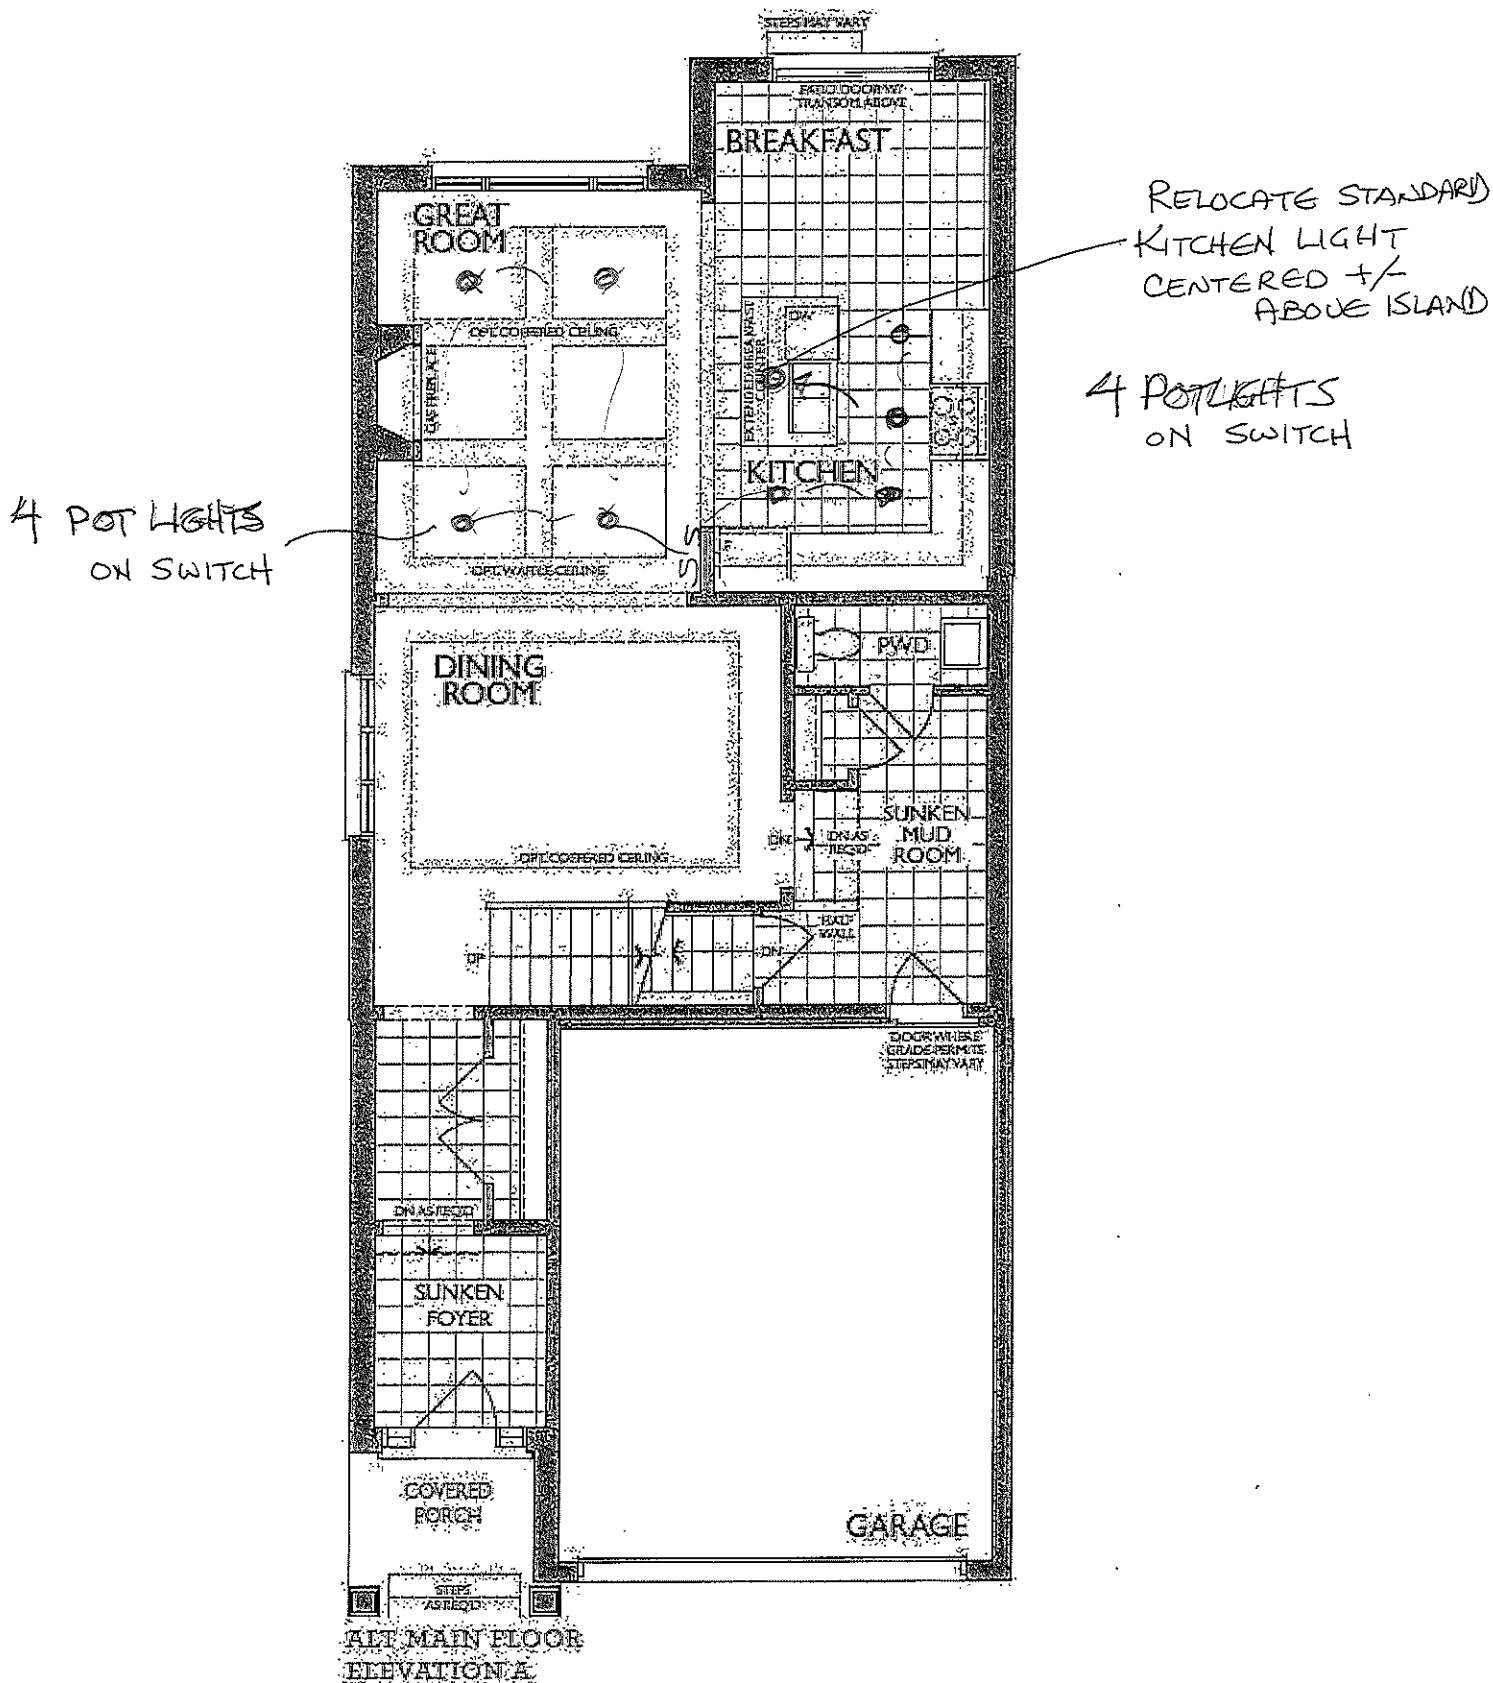 STEPS MAY VARY
PATIO DOOR W/
TRANSOM ABOVE
BREAKFAST
RELOCATE STANDARD
KITCHEN LIGHT
CENTERED +/-
ABOVE ISLAND
GREAT
ROOM
OPT. COFFERED CEILING
GAS FIREPLACE
EXTENDED BREAKFAST
COUNTER
DW
4 POTLIGHTS
ON SWITCH
KITCHEN
4 POT LIGHTS
ON SWITCH
S S
OPT. WAFFLE CEILING
PWD
DINING
ROOM
OPT. COFFERED CEILING
DN
DN AS
REQ'D
SUNKEN
MUD
ROOM
HALF
WALL
UP
DN
DOOR WHERE
GRADE PERMITS
STEPS MAY VARY
DN AS REQ'D
SUNKEN
FOYER
COVERED
PORCH
GARAGE
STEPS
AS REQ'D
ALT MAIN FLOOR
ELEVATION A